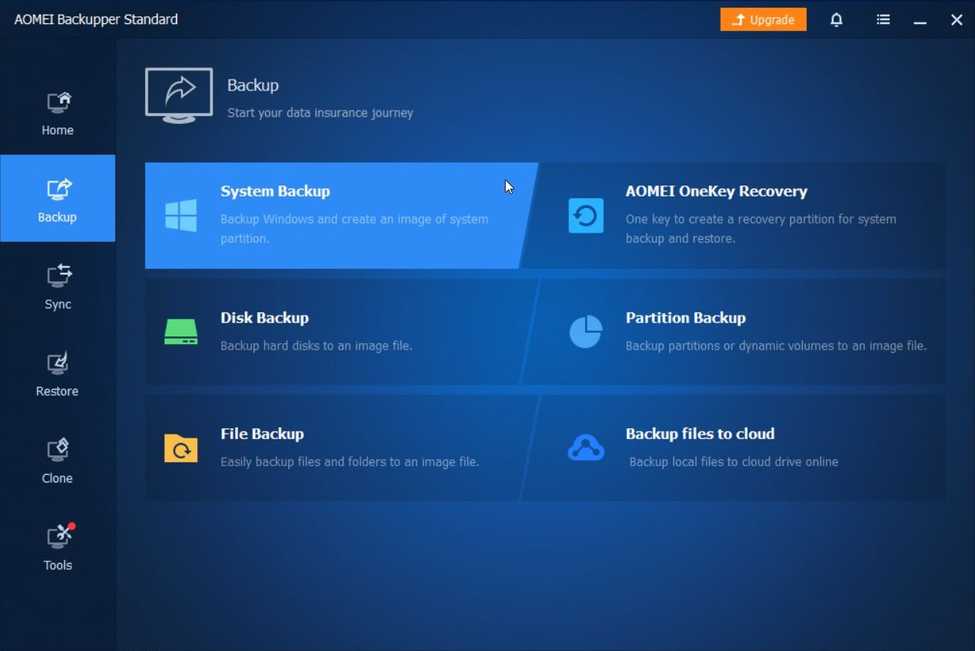 AOMEI Backupper Standard
Upgrade
Home
Backup
Sync
Restore
Clone
Tools
Backup
Start your data insurance journey
System Backup
Backup Windows and create an image of system
partition.
AOMEI OneKey Recovery
One key to create a recovery partition for system
backup and restore.
Disk Backup
Backup hard disks to an image file.
Partition Backup
Backup partitions or dynamic volumes to an image file.
File Backup
Easily backup files and folders to an image file.
Backup files to cloud
Backup local files to cloud drive online